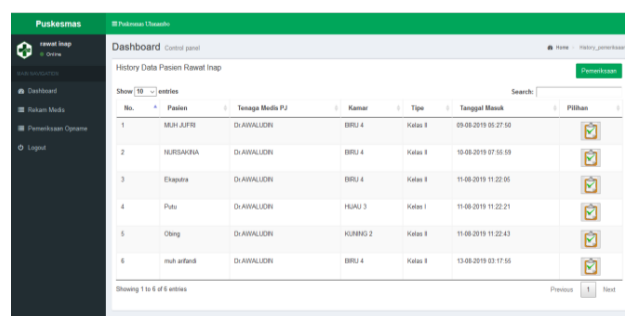 Puskesmas
Puskesmas Ulaweng
rawat inap
Online
Dashboard Control panel
Home History_pemeriksaan
MAIN NAVIGATION
History Data Pasien Rawat Inap
Pemeriksaan
Dashboard
Rekam Medis
Pemeriksaan Opname
Logout
Show 10 entries
Search:
No. Pasien Tenaga Medis PJ Kamar Tipe Tanggal Masuk Pilihan
1 MUH JUFRI Dr.AWALUDIN BIRU 4 Kelas II 09-08-2019 05:27:50
2 NURSAKINA Dr.AWALUDIN BIRU 4 Kelas II 10-08-2019 07:55:59
3 Ekaputra Dr.AWALUDIN BIRU 4 Kelas II 11-08-2019 11:22:05
4 Putu Dr.AWALUDIN HIJAU 3 Kelas I 11-08-2019 11:22:21
5 Obing Dr.AWALUDIN KUNING 2 Kelas II 11-08-2019 11:22:43
6 muh arifandi Dr.AWALUDIN BIRU 4 Kelas II 13-08-2019 03:17:55
Showing 1 to 6 of 6 entries
Previous 1 Next